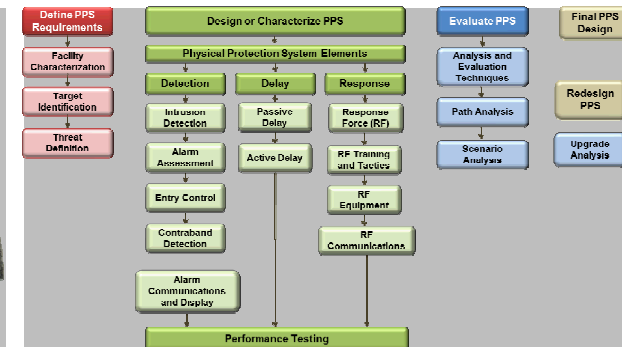 Define PPS
Requirements
Facility
Characterization
Target
Identification
Threat
Definition
Design or Characterize PPS
Physical Protection System Elements
Detection
Intrusion
Detection
Alarm
Assessment
Entry Control
Contraband
Detection
Alarm
Communications
and Display
Delay
Passive
Delay
Active Delay
Response
Response
Force (RF)
RF Training
and Tactics
RF
Equipment
RF
Communications
Performance Testing
Evaluate PPS
Analysis and
Evaluation
Techniques
Path Analysis
Scenario
Analysis
Final PPS
Design
Redesign
PPS
Upgrade
Analysis